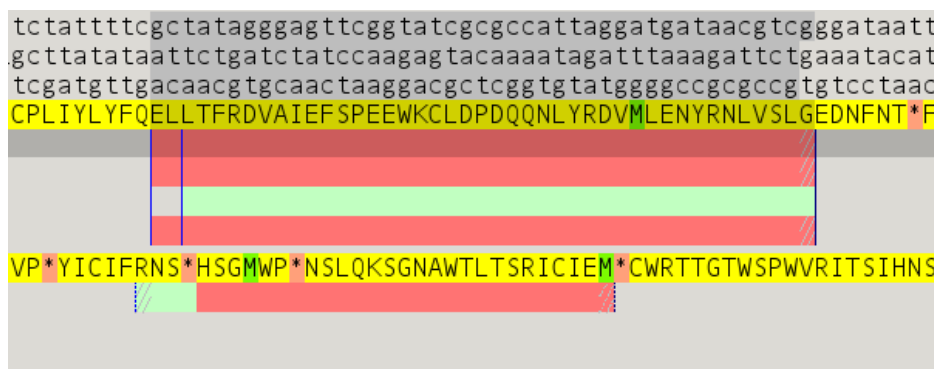 tctattttcgctatagggagttcggtatcgcgccattaggatgataacgtcgggataatt
gcttatataattctgatctatccaagagtacaaaatagatttaaagattctgaaatacat
tcgatgttgacaacgtgcaactaaggacgctcggtgtatggggccgcgccgtgtcctaac
CPLIYLYFQELLTFRDVAIEFSPEEWKCLDPDQQNLYRDVMLENYRNLVSLGEDNFNT*F
VP*YICIFRNS*HSGMWP*NSLQKSGNAWTLTSRICIEM*CWRTTGTWSPWVRITSIHNS